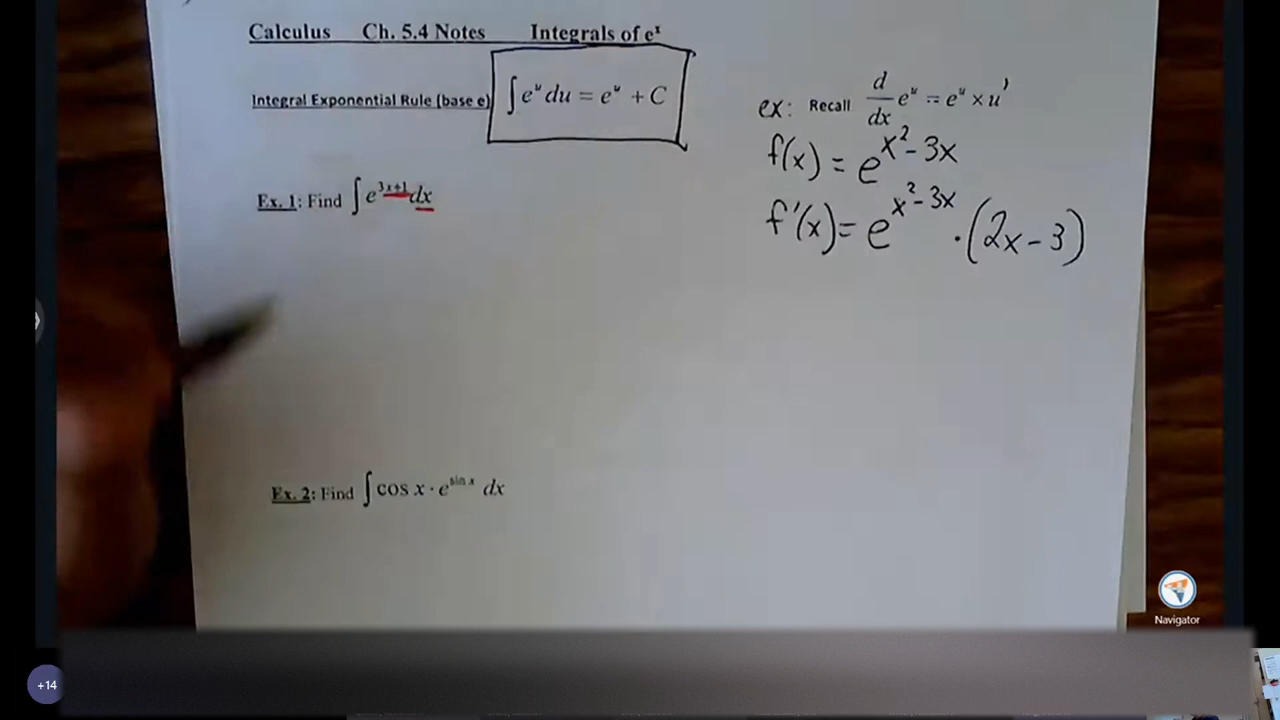 Calculus Ch. 5.4 Notes Integrals of eˣ
Integral Exponential Rule (base e) ∫eᵘ du = eᵘ + C
ex: Recall d/dx eᵘ = eᵘ × u'
f(x) = e^(x²-3x)
f'(x) = e^(x²-3x) · (2x-3)
Ex. 1: Find ∫e^(3x+1) dx
Ex. 2: Find ∫cos x · e^(sin x) dx
Navigator
+14